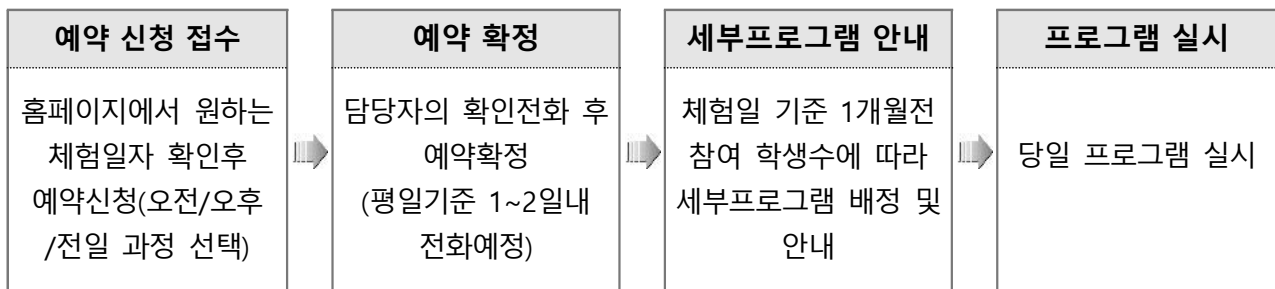 예약 신청 접수
홈페이지에서 원하는
체험일자 확인후
예약신청(오전/오후
/전일 과정 선택)
예약 확정
담당자의 확인전화 후
예약확정
(평일기준 1~2일내
전화예정)
세부프로그램 안내
체험일 기준 1개월전
참여 학생수에 따라
세부프로그램 배정 및
안내
프로그램 실시
당일 프로그램 실시